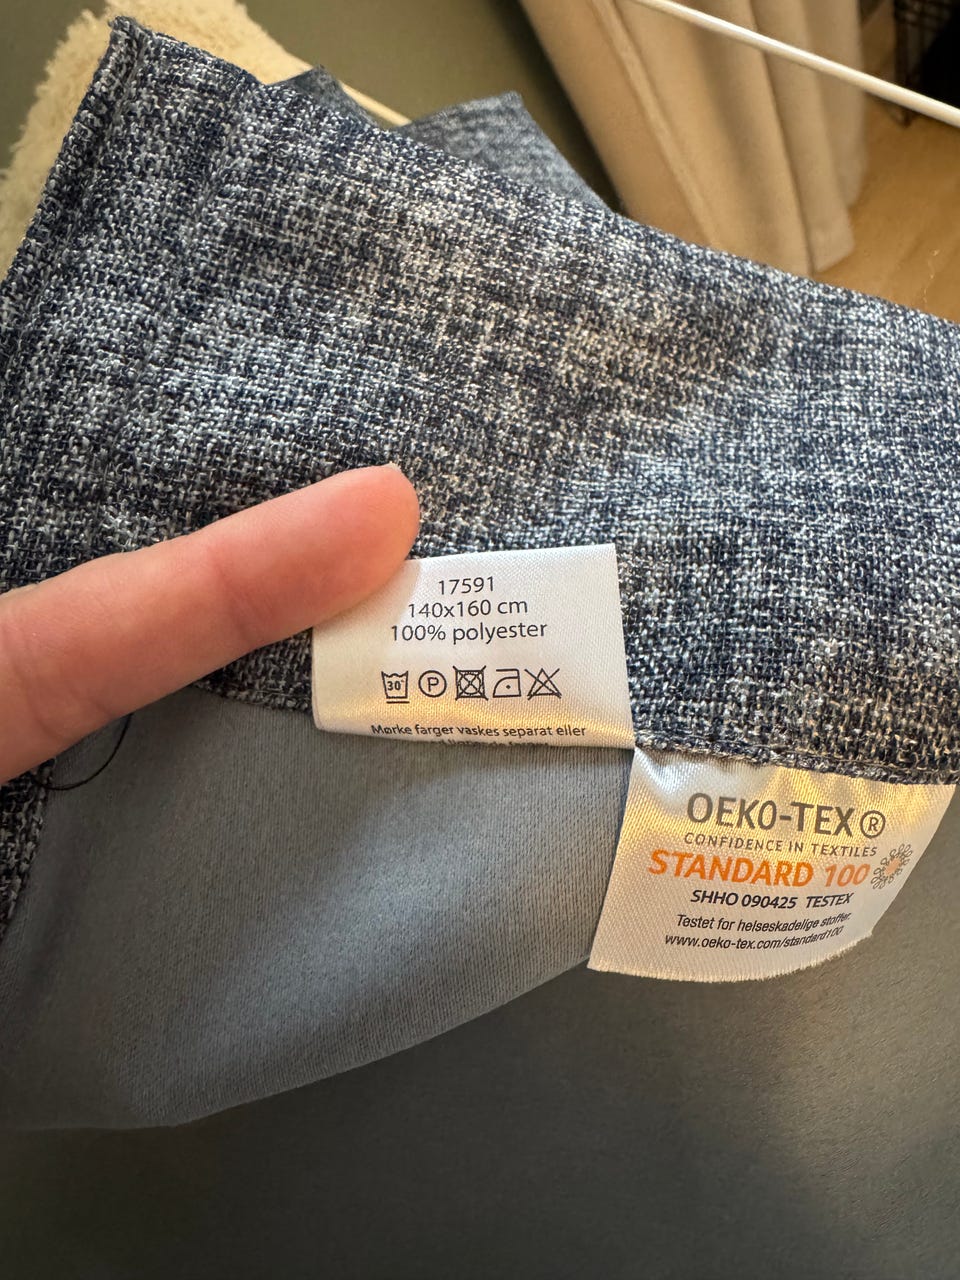 17591
140x160 cm
100% polyester
30°
P
Mørke farger vaskes separat eller
OEKO-TEX®
CONFIDENCE IN TEXTILES
STANDARD 100
SHHO 090425 TESTEX
Testet for helseskadelige stoffer.
www.oeko-tex.com/standard100